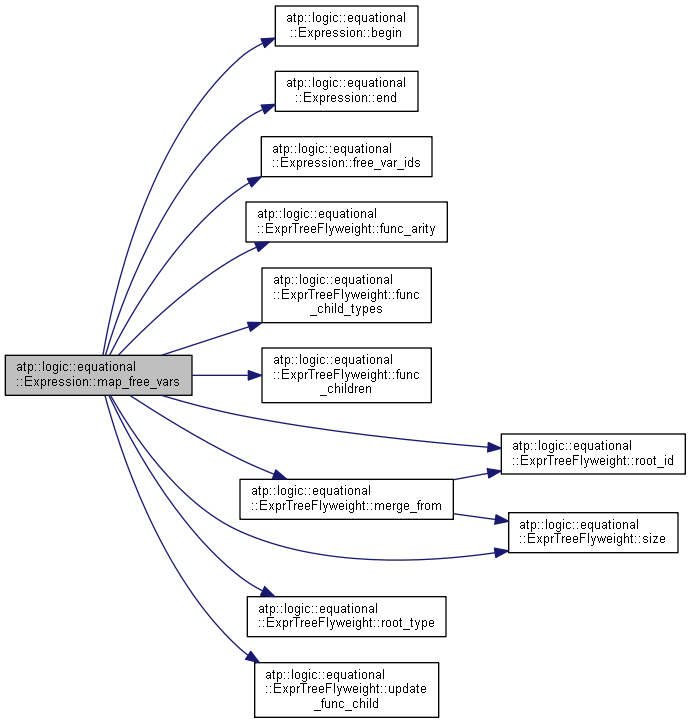 atp::logic::equational
::Expression::begin
atp::logic::equational
::Expression::end
atp::logic::equational
::Expression::free_var_ids
atp::logic::equational
::ExprTreeFlyweight::func_arity
atp::logic::equational
::ExprTreeFlyweight::func
_child_types
atp::logic::equational
::Expression::map_free_vars
atp::logic::equational
::ExprTreeFlyweight::func
_children
atp::logic::equational
::ExprTreeFlyweight::root_id
atp::logic::equational
::ExprTreeFlyweight::merge_from
atp::logic::equational
::ExprTreeFlyweight::size
atp::logic::equational
::ExprTreeFlyweight::root_type
atp::logic::equational
::ExprTreeFlyweight::update
_func_child